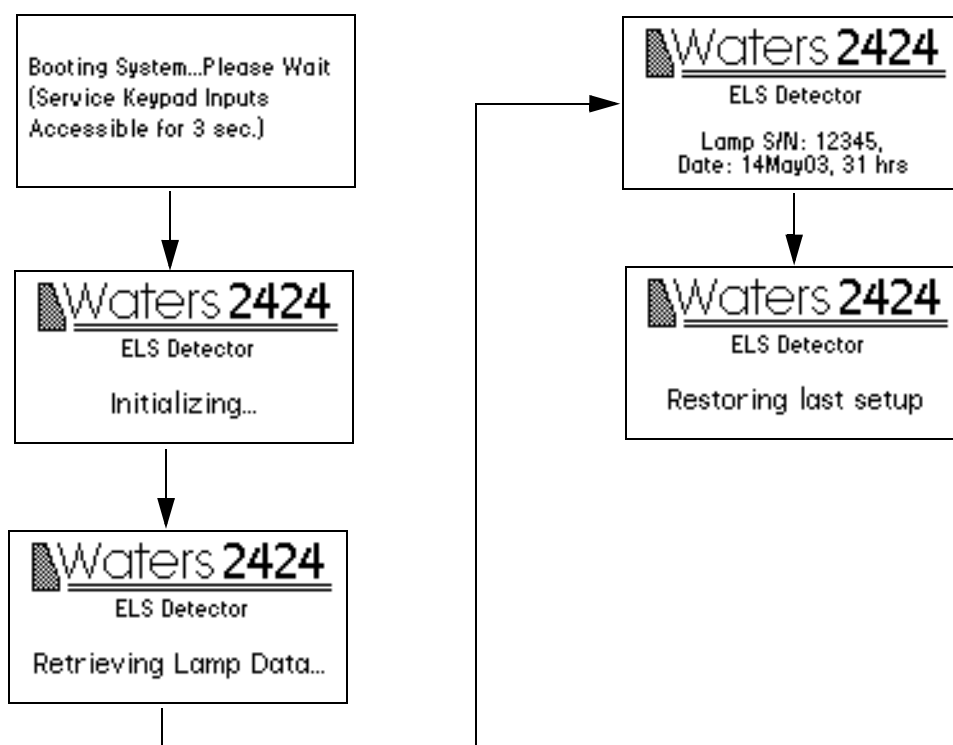 Booting System...Please Wait
(Service Keypad Inputs
Accessible for 3 sec.)
Waters 2424
ELS Detector
Initializing...
Waters 2424
ELS Detector
Retrieving Lamp Data...
Waters 2424
ELS Detector
Lamp S/N: 12345,
Date: 14May03, 31 hrs
Waters 2424
ELS Detector
Restoring last setup